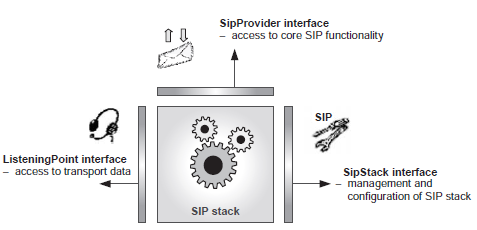 SipProvider interface
– access to core SIP functionality
SIP
ListeningPoint interface
– access to transport data
SipStack interface
– management and
configuration of SIP stack
SIP stack